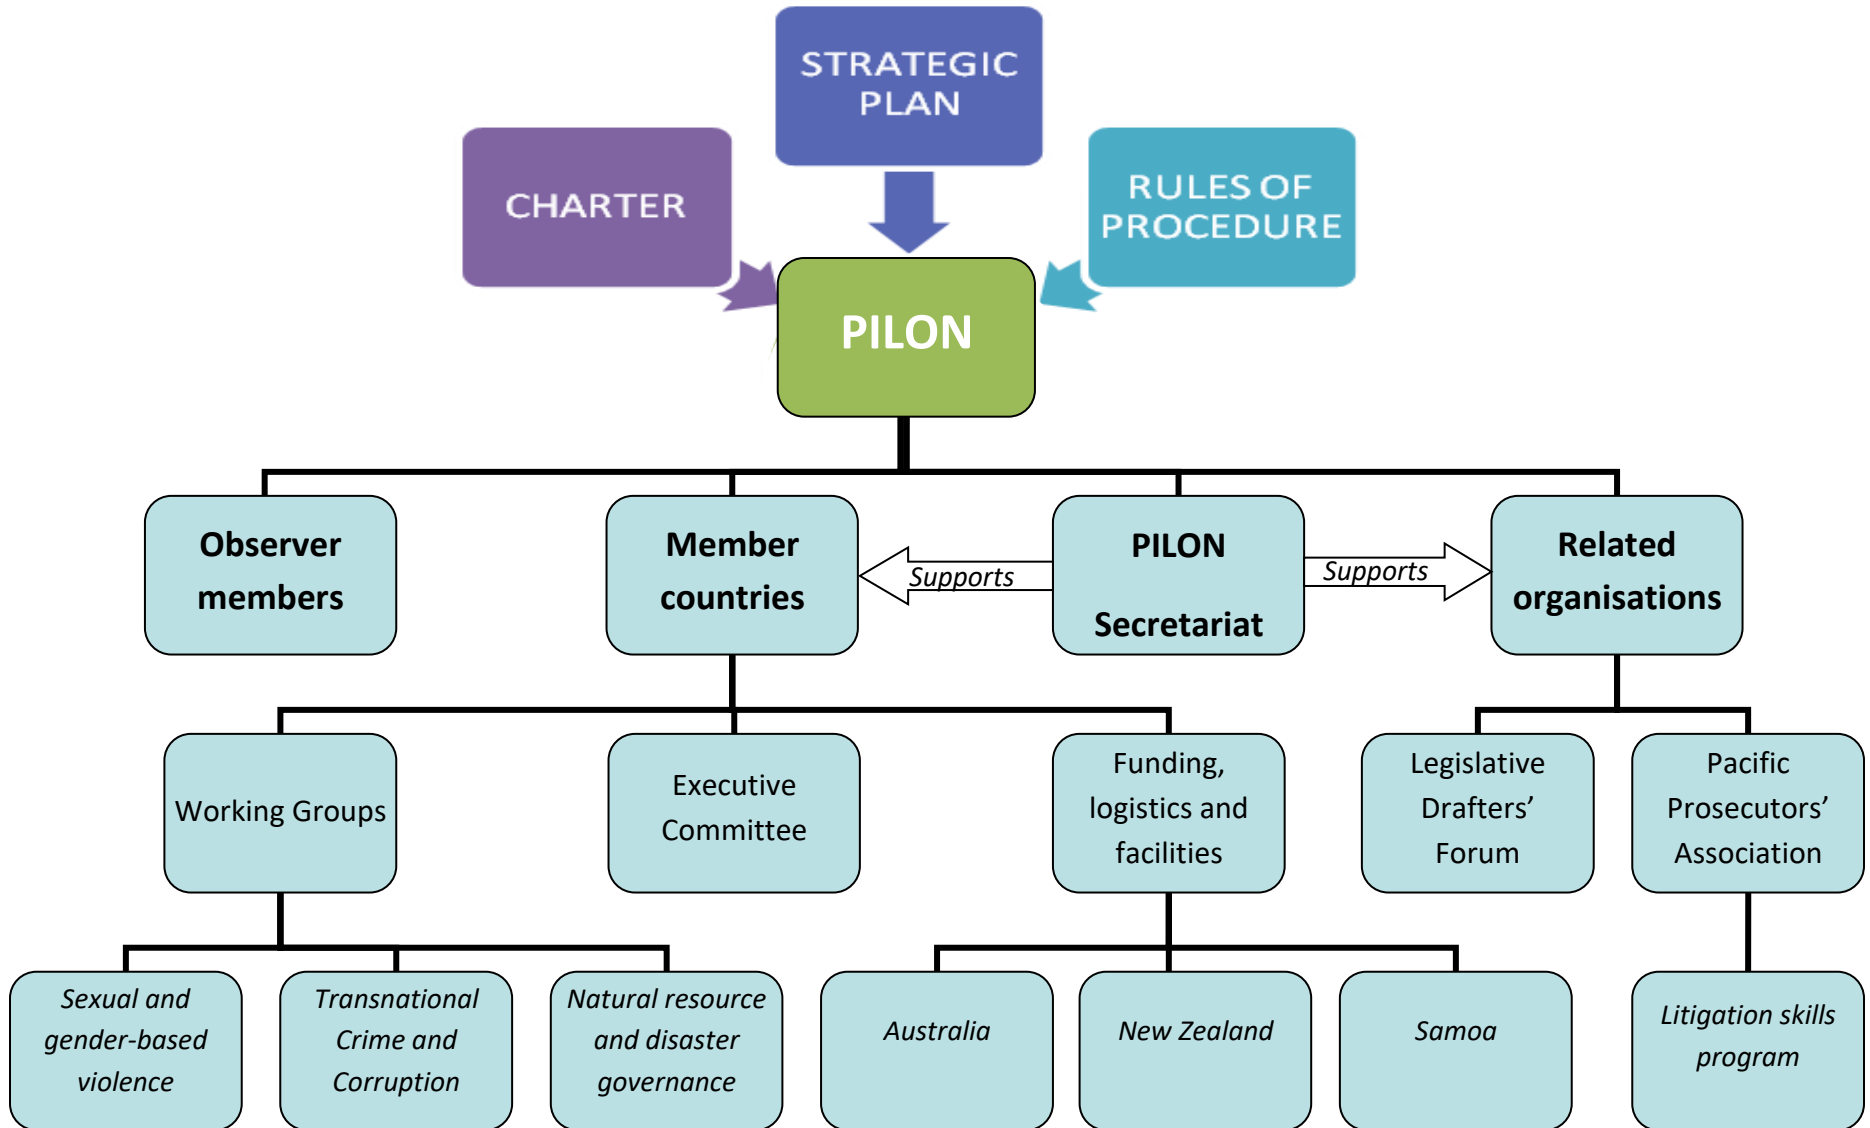 STRATEGIC
PLAN
CHARTER
RULES OF
PROCEDURE
PILON
Observer
members
Member
countries
Supports
PILON
Secretariat
Supports
Related
organisations
Working Groups
Executive
Committee
Funding,
logistics and
facilities
Legislative
Drafters’
Forum
Pacific
Prosecutors’
Association
Sexual and
gender-based
violence
Transnational
Crime and
Corruption
Natural resource
and disaster
governance
Australia
New Zealand
Samoa
Litigation skills
program